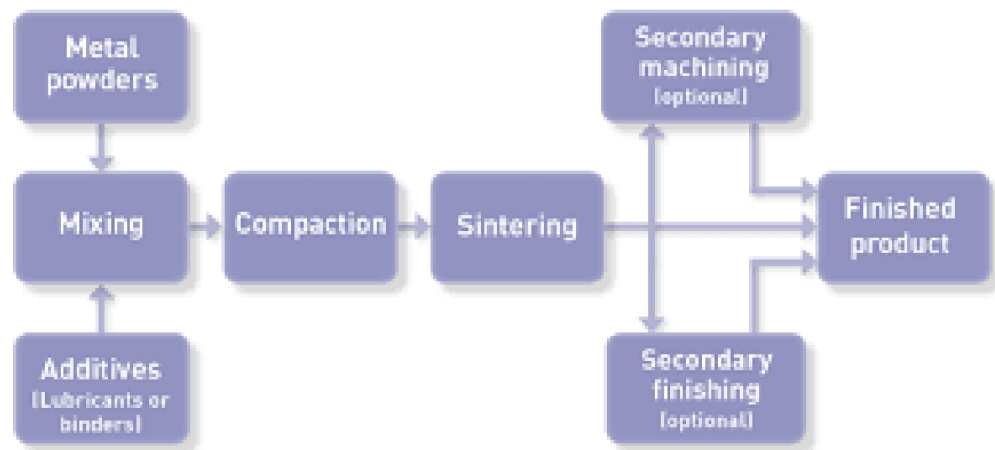 Metal
powders
Mixing
Additives
(Lubricants or
binders)
Compaction
Sintering
Secondary
machining
(optional)
Secondary
finishing
(optional)
Finished
product